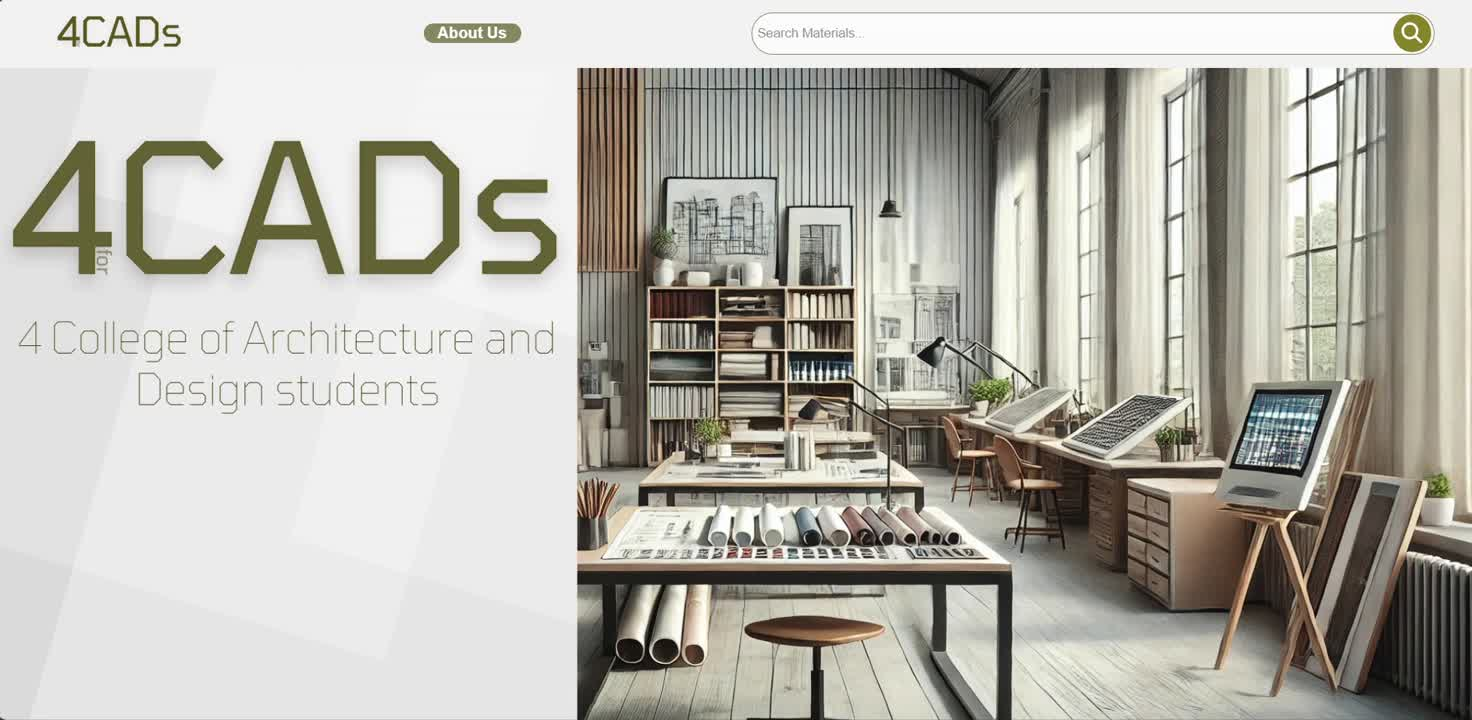 4CADs
About Us
Search Materials...
4CADs
for
4 College of Architecture and
Design students